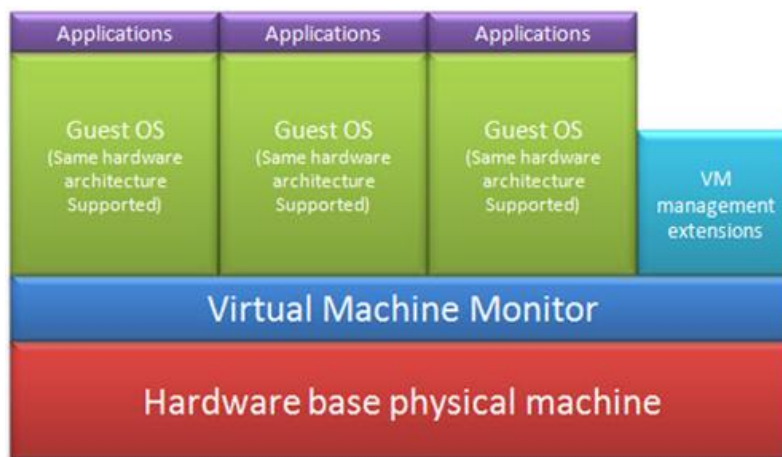 Applications
Applications
Applications
Guest OS
(Same hardware
architecture
Supported)
Guest OS
(Same hardware
architecture
Supported)
Guest OS
(Same hardware
architecture
Supported)
VM
management
extensions
Virtual Machine Monitor
Hardware base physical machine